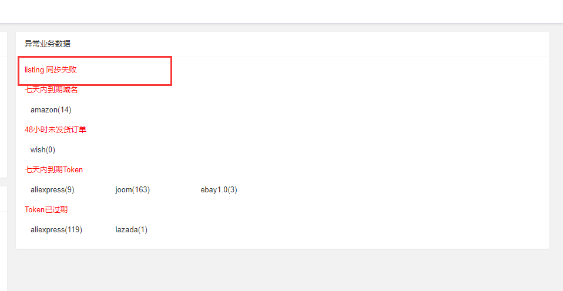 异常业务数据
listing 同步失败
七天内到期域名
amazon(14)
48小时未发货订单
wish(0)
七天内到期Token
aliexpress(9) joom(163) ebay1.0(3)
Token已过期
aliexpress(119) lazada(1)